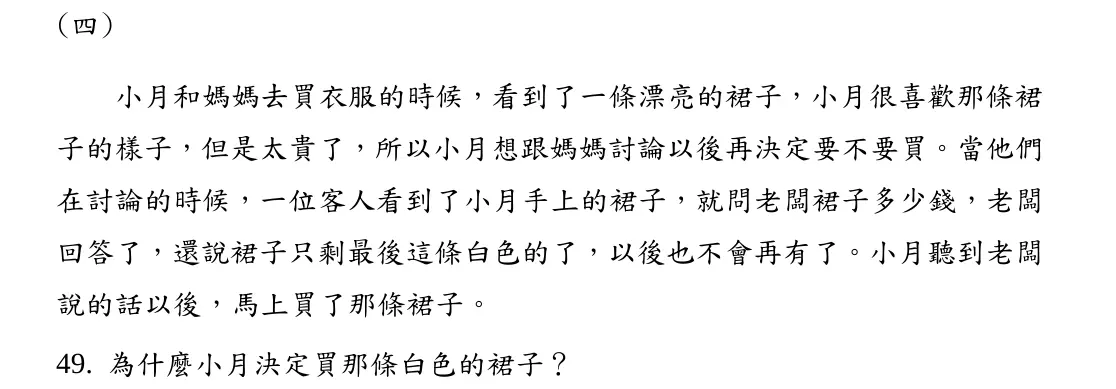 （四）
小月和媽媽去買衣服的時候，看到了一條漂亮的裙子，小月很喜歡那條裙
子的樣子，但是太貴了，所以小月想跟媽媽討論以後再決定要不要買。當他們
在討論的時候，一位客人看到了小月手上的裙子，就問老闆裙子多少錢，老闆
回答了，還說裙子只剩最後這條白色的了，以後也不會再有了。小月聽到老闆
說的話以後，馬上買了那條裙子。
49. 為什麼小月決定買那條白色的裙子？